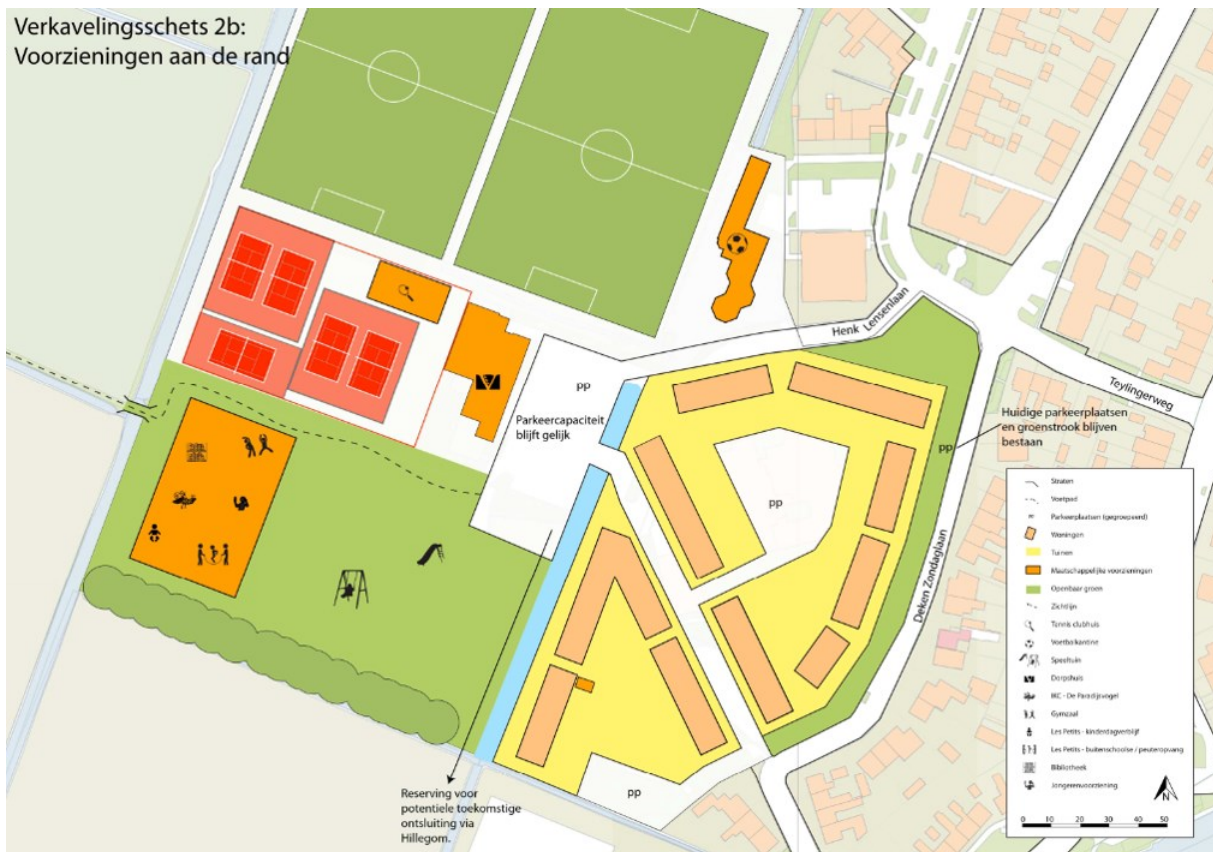 Verkavelingsschets 2b:
Voorzieningen aan de rand
Henk Lensenlaan
Teylingerweg
pp
Parkeercapaciteit
blijft gelijk
Huidige parkeerplaatsen
en groenstrook blijven
bestaan
pp
pp
Deken Zondaglaan
Straten
Voetpad
pp Parkeerplaatsen (gegroepeerd)
Woningen
Tuinen
Maatschappelijke voorzieningen
Openbaar groen
Zichtlijn
Tennis clubhuis
Voetbalkantine
Speeltuin
Dorpshuis
IKC - De Paradijsvogel
Gymzaal
Les Petits - kinderdagverblijf
Les Petits - buitenschoolse / peuteropvang
Bibliotheek
Jongerenvoorziening
N
0 10 20 30 40 50
Reserving voor
potentiele toekomstige
ontsluiting via
Hillegom.
pp